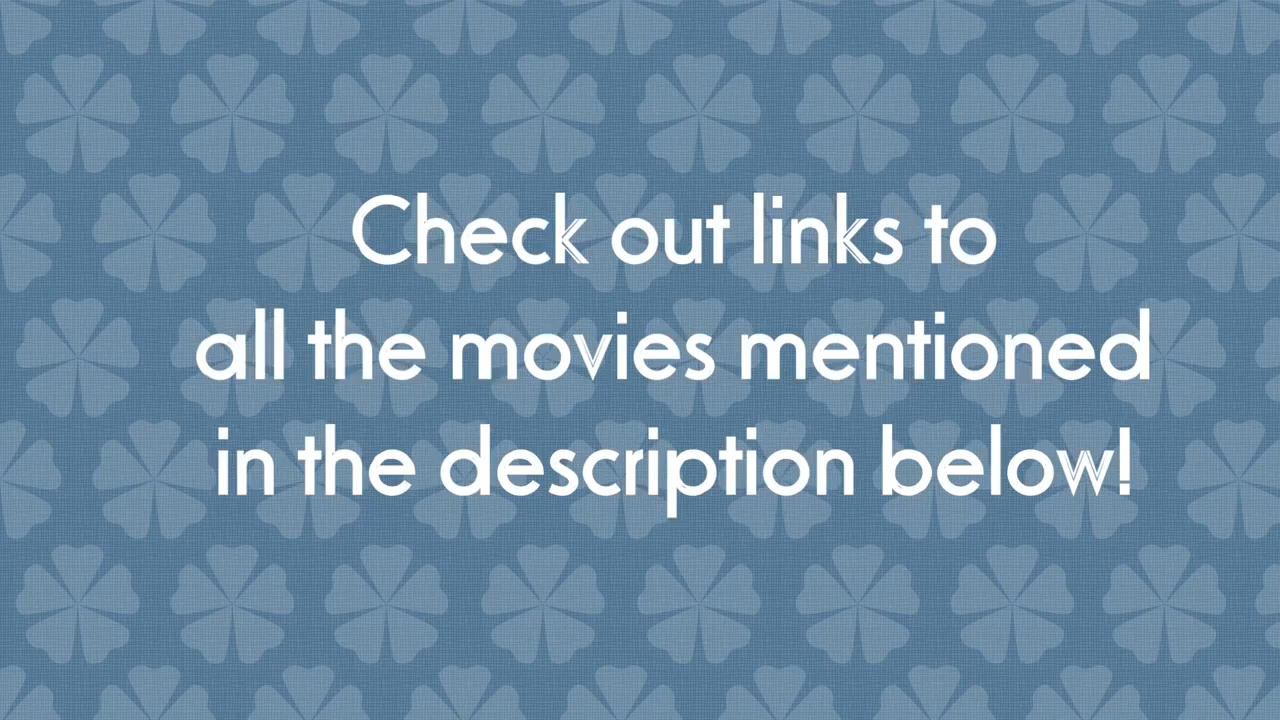 Check out links to
all the movies mentioned
in the description below!